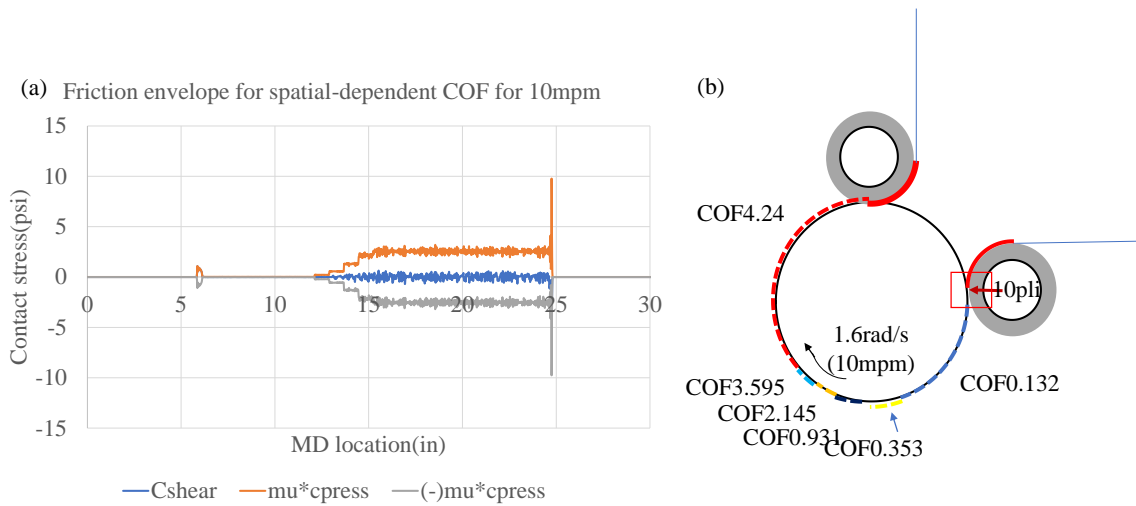 (a) Friction envelope for spatial-dependent COF for 10mpm
15
10
5
0
-5
-10
-15
0 5 10 15 20 25 30
Contact stress(psi)
MD location(in)
Cshear mu*cpress (-)mu*cpress
(b)
COF4.24
10pli
1.6rad/s
(10mpm)
COF3.595
COF0.132
COF2.145
COF0.931
COF0.353